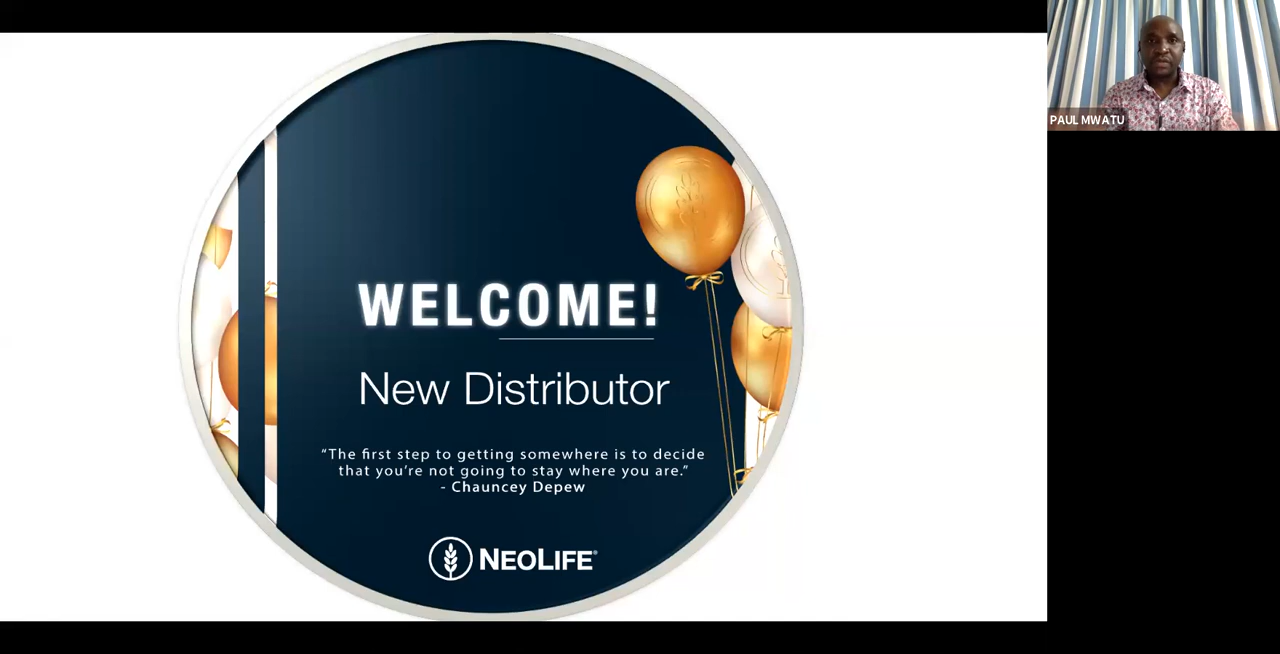 PAUL MWATU
WELCOME!
New Distributor
“The first step to getting somewhere is to decide
that you’re not going to stay where you are.”
- Chauncey Depew
NEOLIFE®